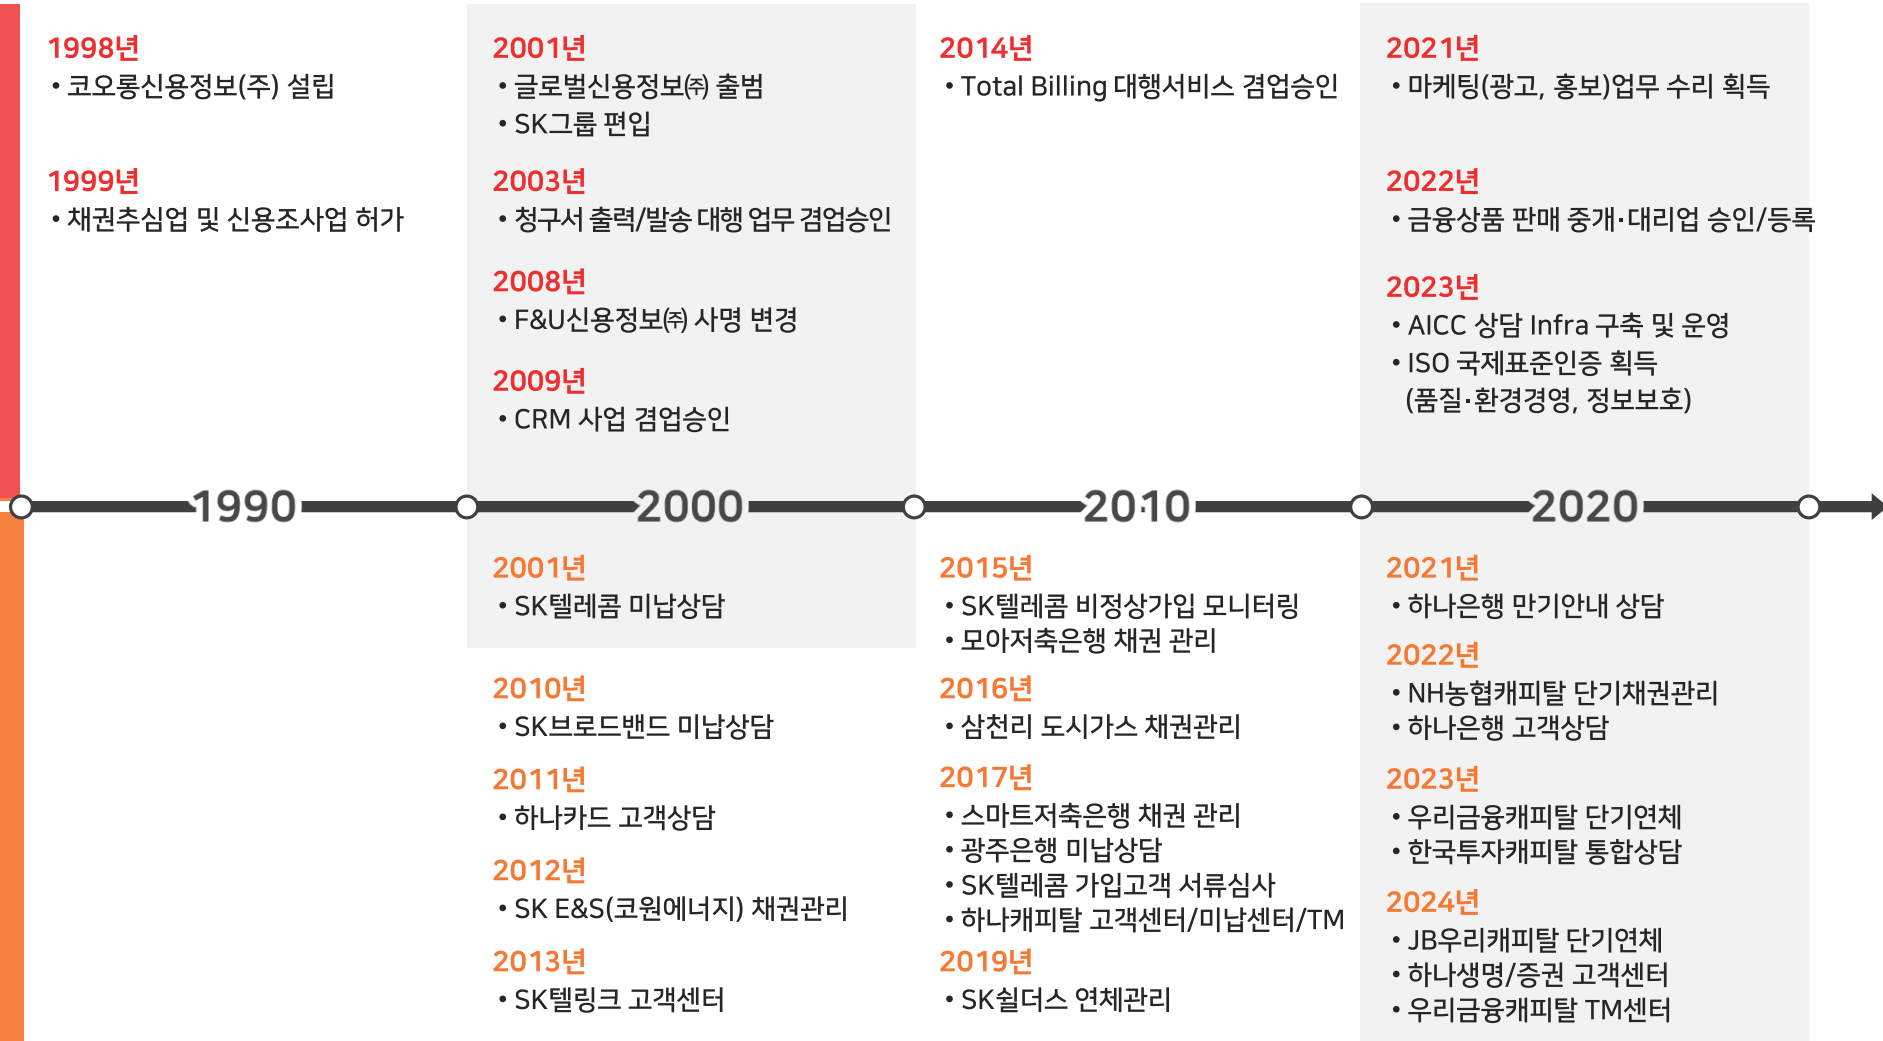 1998년
• 코오롱신용정보(주) 설립
1999년
• 채권추심업 및 신용조사업 허가
2001년
• 글로벌신용정보㈜ 출범
• SK그룹 편입
2003년
• 청구서 출력/발송 대행 업무 겸업승인
2008년
• F&U신용정보㈜ 사명 변경
2009년
• CRM 사업 겸업승인
2014년
• Total Billing 대행서비스 겸업승인
2021년
• 마케팅(광고, 홍보)업무 수리 획득
2022년
• 금융상품 판매 중개·대리업 승인/등록
2023년
• AICC 상담 Infra 구축 및 운영
• ISO 국제표준인증 획득
(품질·환경경영, 정보보호)
1990
2000
2010
2020
2001년
• SK텔레콤 미납상담
2010년
• SK브로드밴드 미납상담
2011년
• 하나카드 고객상담
2012년
• SK E&S(코원에너지) 채권관리
2013년
• SK텔링크 고객센터
2015년
• SK텔레콤 비정상가입 모니터링
• 모아저축은행 채권 관리
2016년
• 삼천리 도시가스 채권관리
2017년
• 스마트저축은행 채권 관리
• 광주은행 미납상담
• SK텔레콤 가입고객 서류심사
• 하나캐피탈 고객센터/미납센터/TM
2019년
• SK쉴더스 연체관리
2021년
• 하나은행 만기안내 상담
2022년
• NH농협캐피탈 단기채권관리
• 하나은행 고객상담
2023년
• 우리금융캐피탈 단기연체
• 한국투자캐피탈 통합상담
2024년
• JB우리캐피탈 단기연체
• 하나생명/증권 고객센터
• 우리금융캐피탈 TM센터